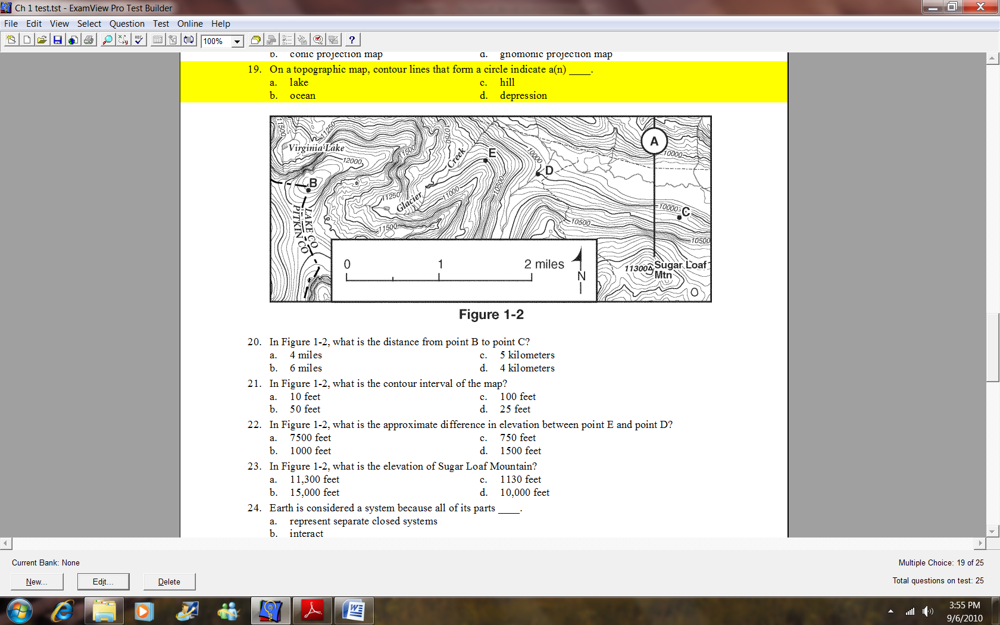 Ch 1 test.tst - ExamView Pro Test Builder
File Edit View Select Question Test Online Help
100%
b. conic projection map d. gnomonic projection map
19. On a topographic map, contour lines that form a circle indicate a(n) ____.
a. lake c. hill
b. ocean d. depression
11500
11250
10750
Virginia Lake
12000
11500
Creek
E
10000
A
10000
D
B
10500
11250
Glacier
11000
10000
C
LAKE CO
PITKIN CO
11500
10500
10500
0 1 2 miles
N
11300
Sugar Loaf
Mtn
Figure 1-2
20. In Figure 1-2, what is the distance from point B to point C?
a. 4 miles c. 5 kilometers
b. 6 miles d. 4 kilometers
21. In Figure 1-2, what is the contour interval of the map?
a. 10 feet c. 100 feet
b. 50 feet d. 25 feet
22. In Figure 1-2, what is the approximate difference in elevation between point E and point D?
a. 7500 feet c. 750 feet
b. 1000 feet d. 1500 feet
23. In Figure 1-2, what is the elevation of Sugar Loaf Mountain?
a. 11,300 feet c. 1130 feet
b. 15,000 feet d. 10,000 feet
24. Earth is considered a system because all of its parts ____.
a. represent separate closed systems
b. interact
Current Bank: None
Multiple Choice: 19 of 25
New... Edit... Delete
Total questions on test: 25
3:55 PM
9/6/2010